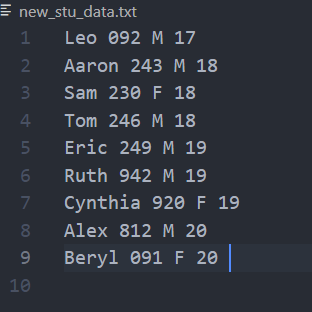 new_stu_data.txt
1 Leo 092 M 17
2 Aaron 243 M 18
3 Sam 230 F 18
4 Tom 246 M 18
5 Eric 249 M 19
6 Ruth 942 M 19
7 Cynthia 920 F 19
8 Alex 812 M 20
9 Beryl 091 F 20
10